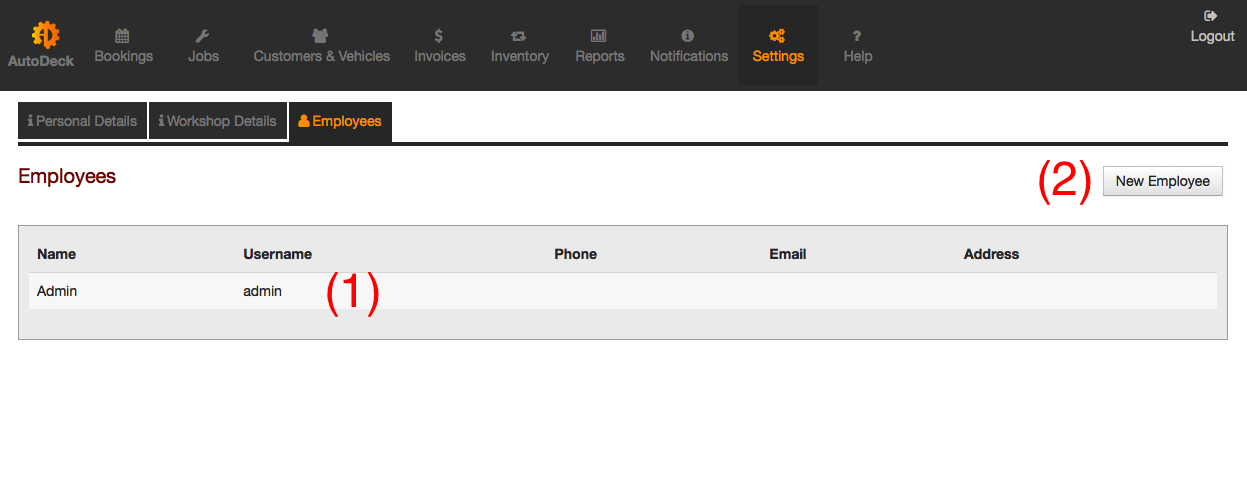 Logout
AutoDeck Bookings Jobs Customers & Vehicles Invoices Inventory Reports Notifications Settings Help
Personal Details Workshop Details Employees
Employees (2) New Employee
Name Username Phone Email Address
Admin admin (1)